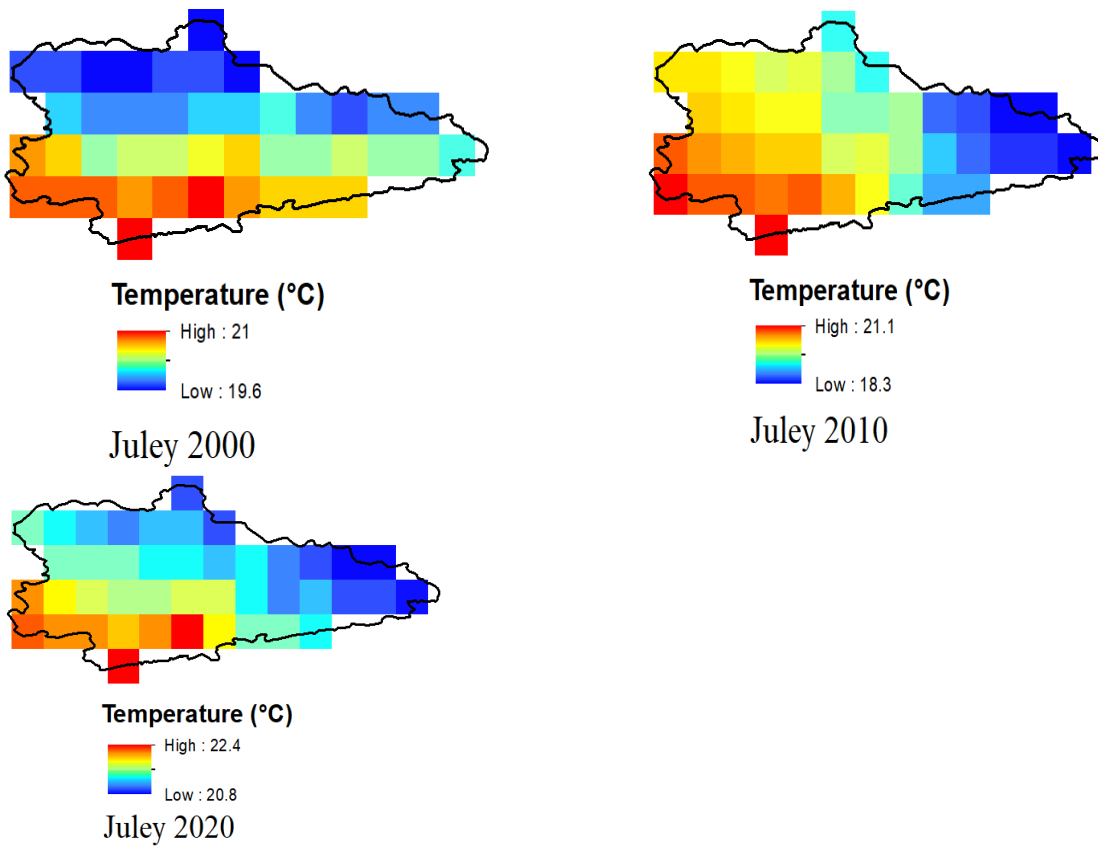 Temperature (°C)
High : 21
Low : 19.6
Juley 2000
Temperature (°C)
High : 21.1
Low : 18.3
Juley 2010
Temperature (°C)
High : 22.4
Low : 20.8
Juley 2020